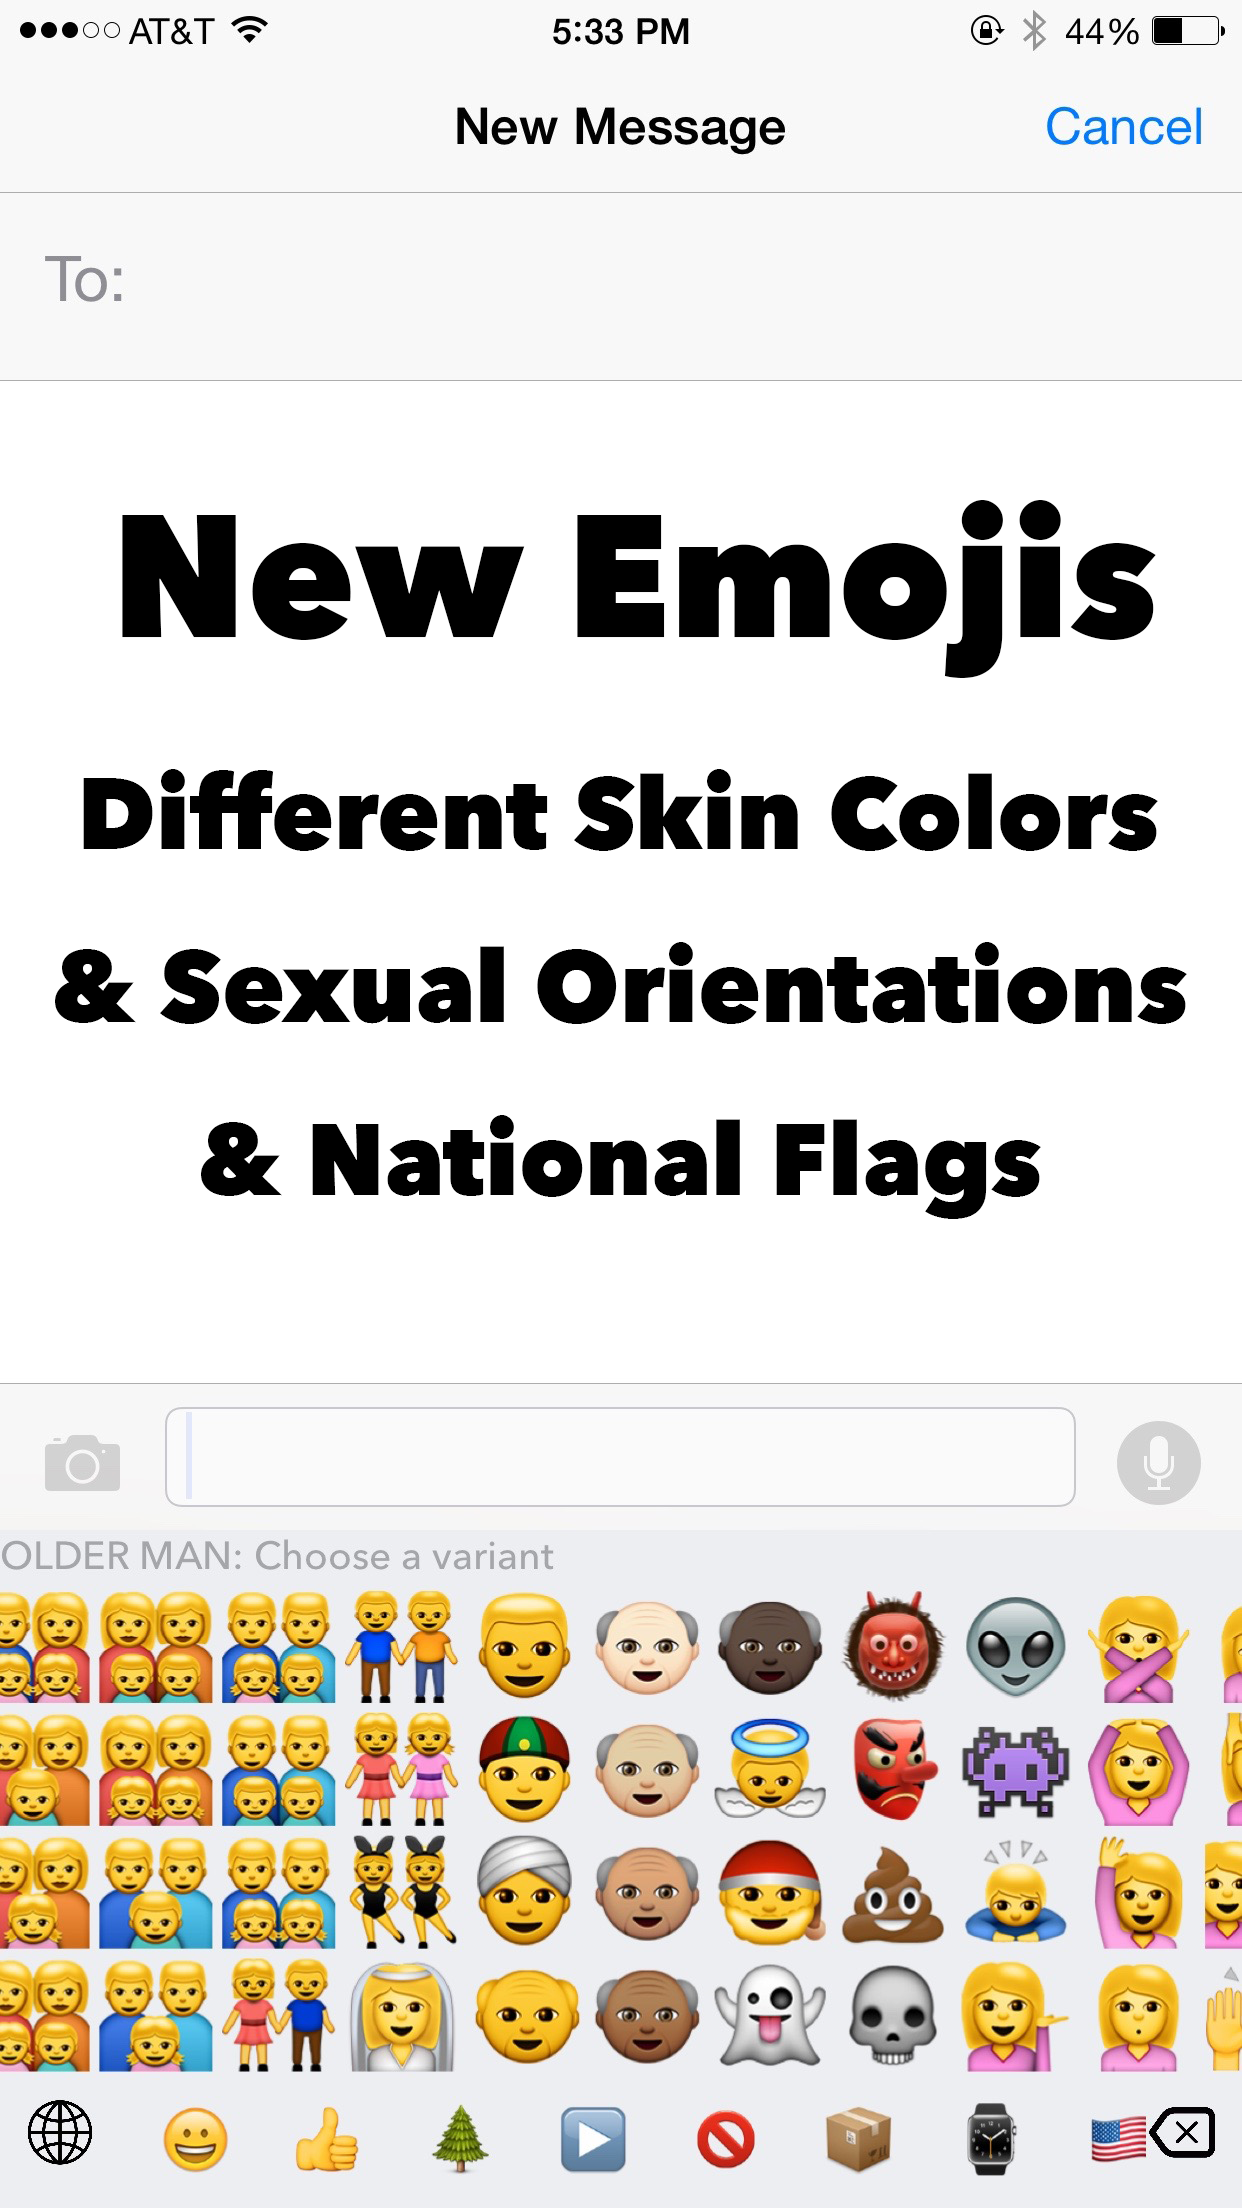 AT&T 5:33 PM 44%
New Message Cancel
To:
New Emojis
Different Skin Colors
& Sexual Orientations
& National Flags
OLDER MAN: Choose a variant